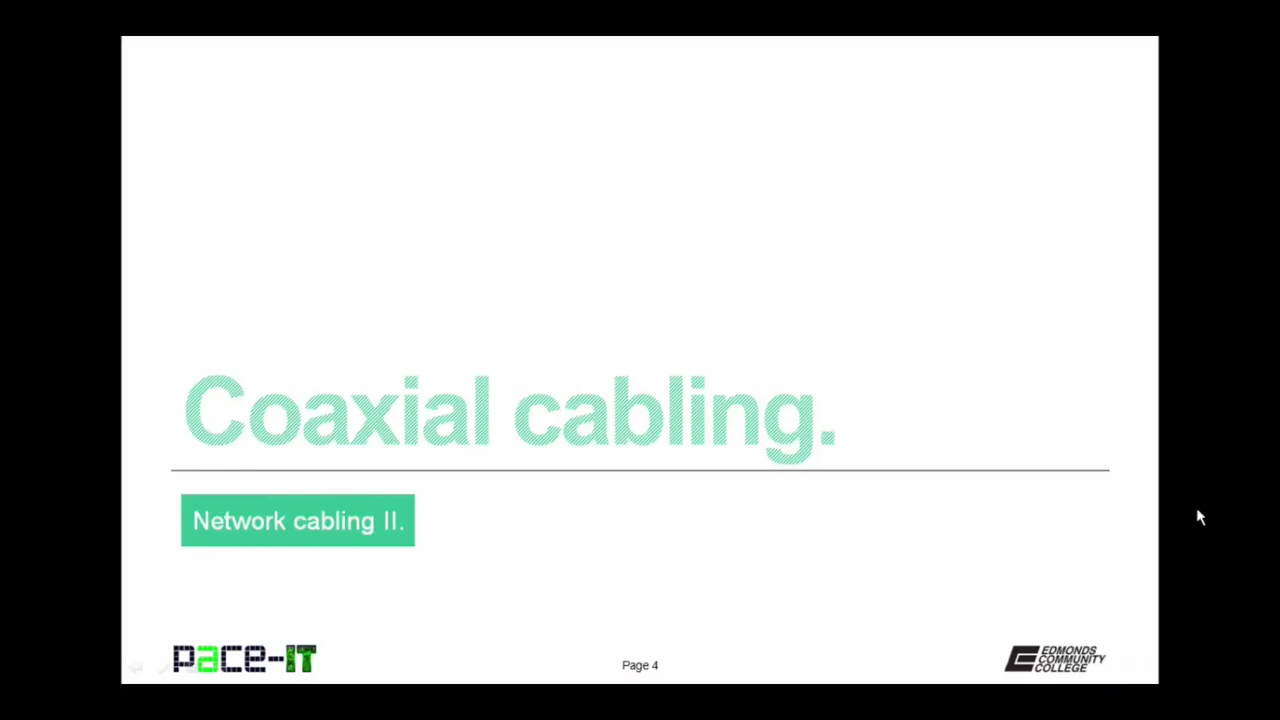 Coaxial cabling.
Network cabling II.
pace-IT
Page 4
EDMONDS
COMMUNITY
COLLEGE